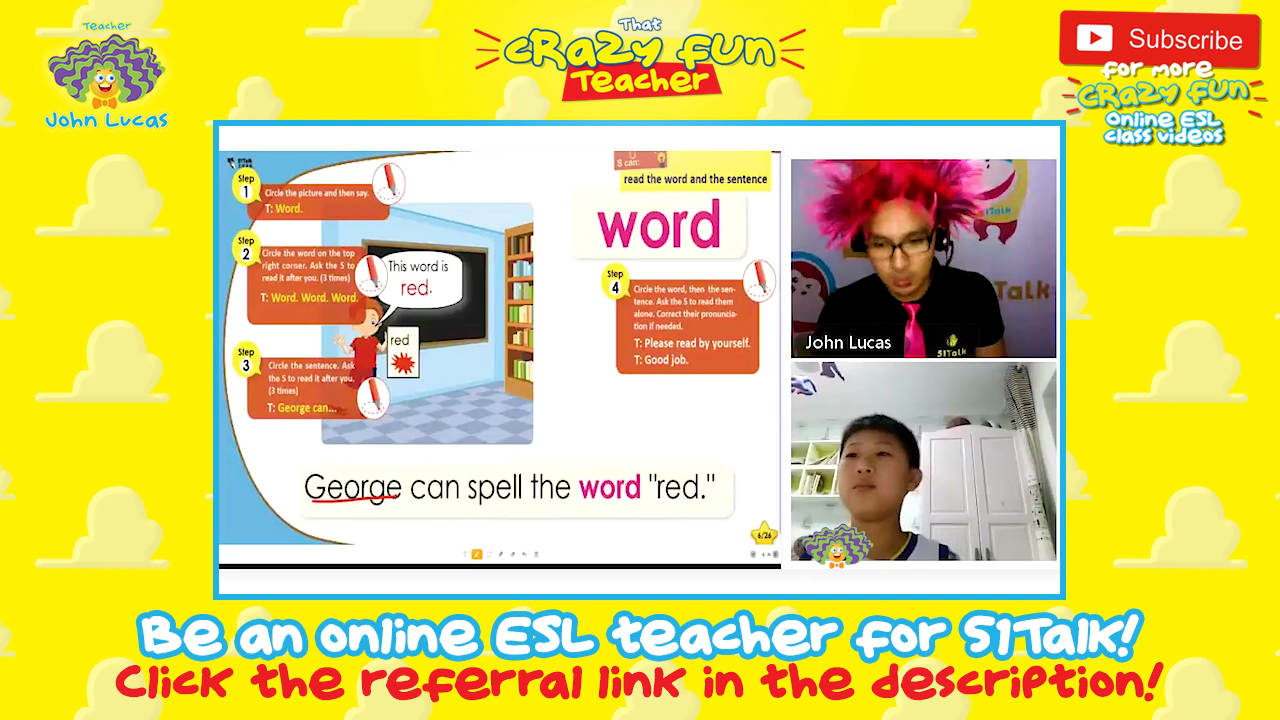 Teacher
John Lucas
That
CRazy Fun
Teacher
Subscribe
for more
CRazy Fun
Online ESL
class videos
51Talk
Step
1
Circle the picture and then say.
T: Word.
Step
2
Circle the word on the top
right corner. Ask the S to
read it after you. (3 times)
T: Word. Word. Word.
Step
3
Circle the sentence. Ask
the S to read it after you.
(3 times)
T: George can...
This word is
red.
red
S can:
read the word and the sentence
word
Step
4
Circle the word, then the sen-
tence. Ask the S to read them
alone. Correct their pronuncia-
tion if needed.
T: Please read by yourself.
T: Good job.
George can spell the word "red."
6/26
51Talk
Talk
51Talk
John Lucas
Be an online ESL teacher for 51Talk!
Click the referral link in the description!